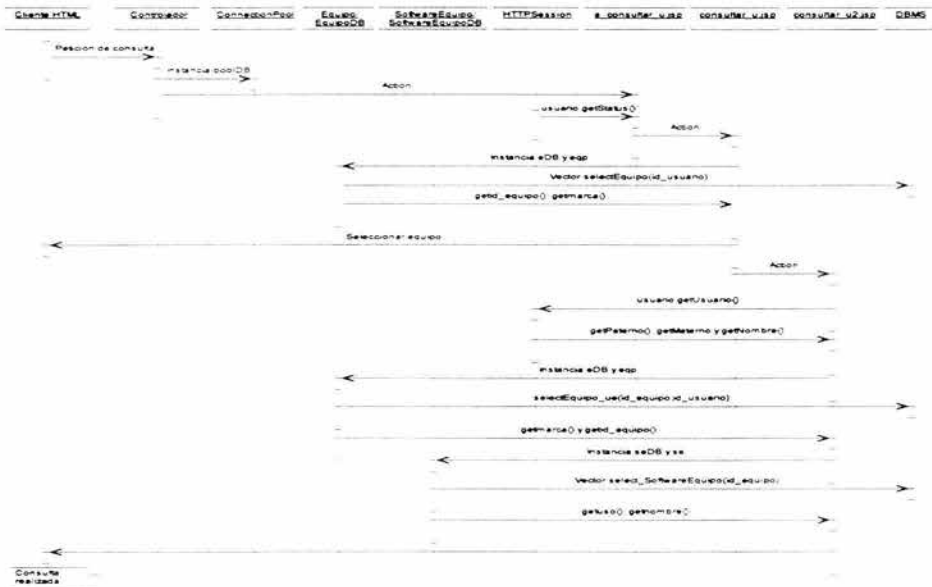 Cliente HTML
Controlador
ConnectionPool
Equipo:
EquipoDB
SoftwareEquipo:
SoftwareEquipoDB
HTTPSession
a_consultar_u.jsp
consultar_u.jsp
consultar_u2.jsp
DBMS
Peticion de consulta
Instancia poolDB
Action
usuario.getStatus()
Action
Instancia eDB y eqp
Vector selectEquipo(id_usuario)
getid_equipo() getmarca()
Seleccionar equipo
Action
usuario.getUsuario()
getPaterno() getMaterno y getNombre()
Instancia eDB y eqp
selectEquipo_ue(id_equipo,id_usuario)
getmarca() y getid_equipo()
Instancia seDB y se
Vector select_SoftwareEquipo(id_equipo)
getuso() getnombre()
Consulta
realizada